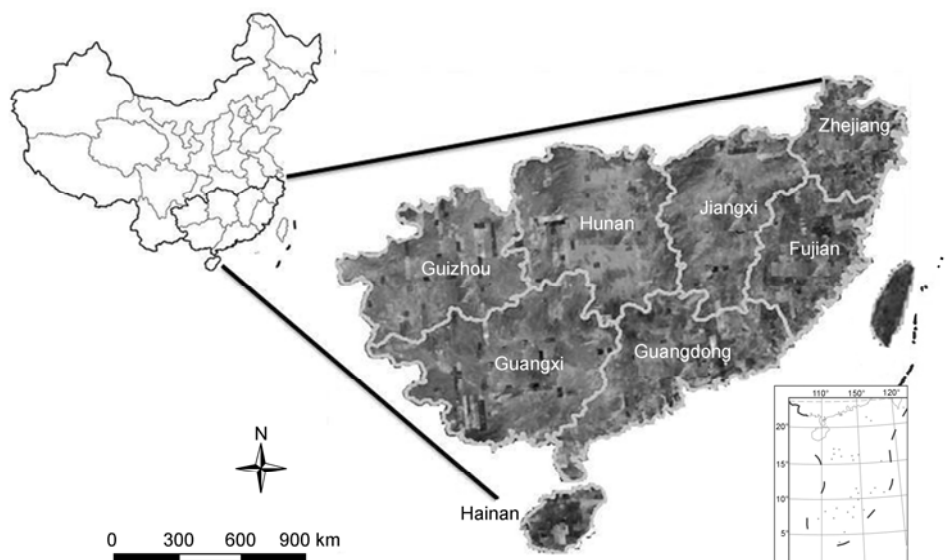 Zhejiang
Hunan
Jiangxi
Fujian
Guizhou
Guangxi
Guangdong
Hainan
N
0 300 600 900 km
110° 115° 120°
20°
15°
10°
5°